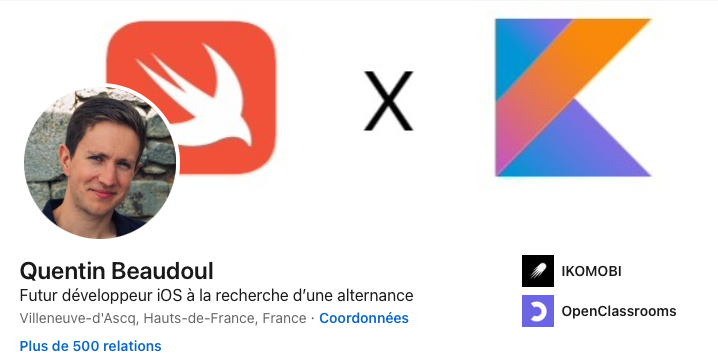 X
Quentin Beaudoul
Futur développeur iOS à la recherche d’une alternance
Villeneuve-d'Ascq, Hauts-de-France, France · Coordonnées
Plus de 500 relations
IKOMOBI
OpenClassrooms